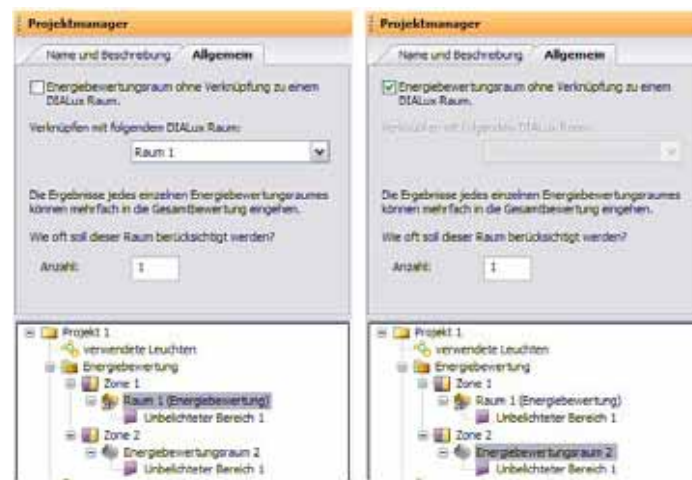 Projektmanager
Name und Beschreibung Allgemein
Energiebewertungsraum ohne Verknüpfung zu einem
DIALux Raum.
Verknüpfen mit folgendem DIALux Raum:
Raum 1
Die Ergebnisse jedes einzelnen Energiebewertungsraumes
können mehrfach in die Gesamtbewertung eingehen.
Wie oft soll dieser Raum berücksichtigt werden?
Anzahl: 1
Projekt 1
verwendete Leuchten
Energiebewertung
Zone 1
Raum 1 (Energiebewertung)
Unbelichteter Bereich 1
Zone 2
Energiebewertungsraum 2
Unbelichteter Bereich 1
Projektmanager
Name und Beschreibung Allgemein
Energiebewertungsraum ohne Verknüpfung zu einem
DIALux Raum.
Verknüpfen mit folgendem DIALux Raum:
Die Ergebnisse jedes einzelnen Energiebewertungsraumes
können mehrfach in die Gesamtbewertung eingehen.
Wie oft soll dieser Raum berücksichtigt werden?
Anzahl: 1
Projekt 1
verwendete Leuchten
Energiebewertung
Zone 1
Raum 1 (Energiebewertung)
Unbelichteter Bereich 1
Zone 2
Energiebewertungsraum 2
Unbelichteter Bereich 1